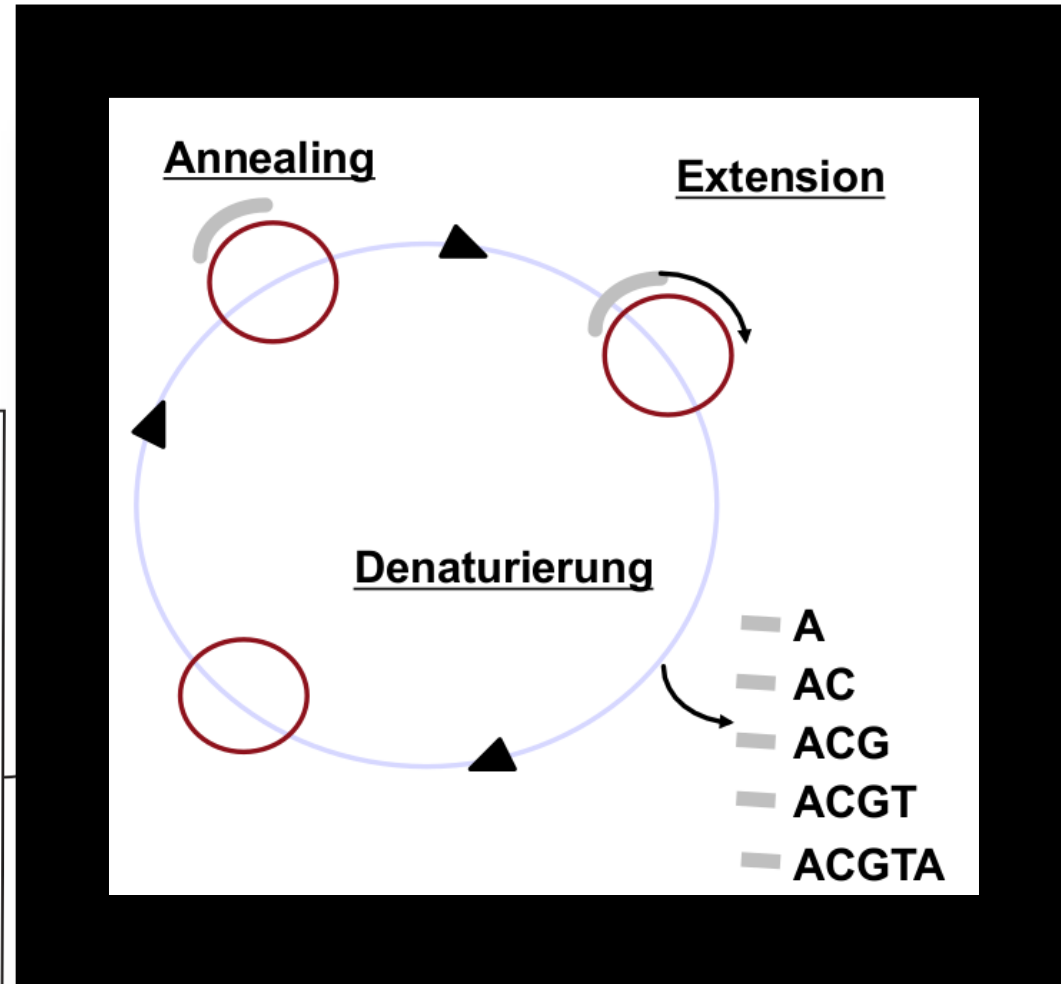 Annealing
Extension
Denaturierung
A
AC
ACG
ACGT
ACGTA